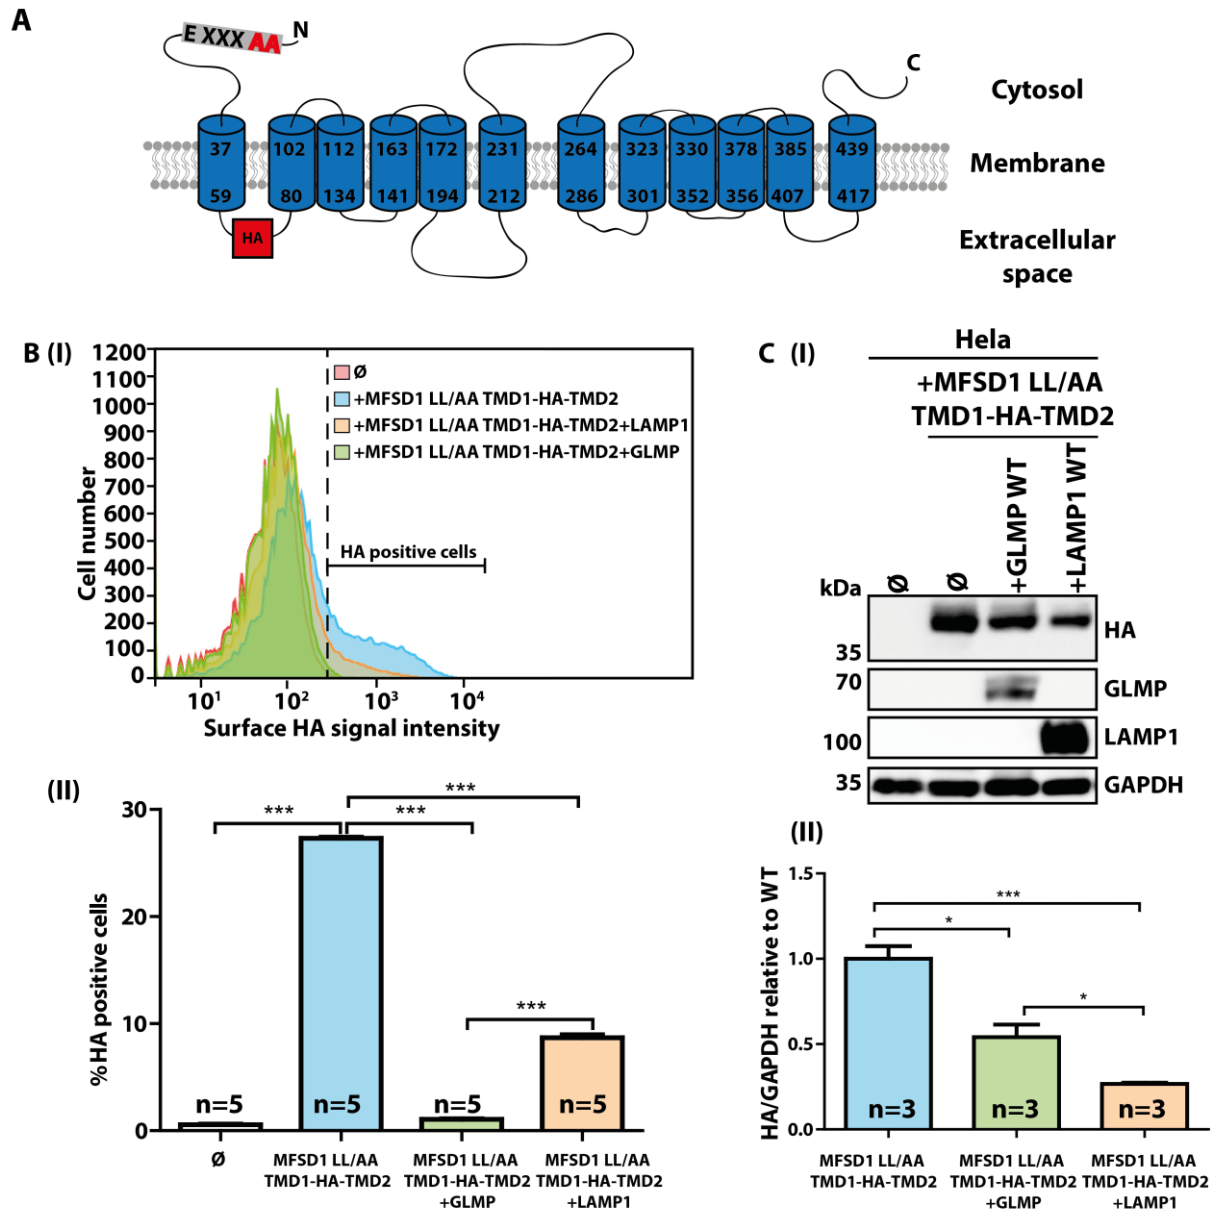 A
E XXX AA N
C
Cytosol
37 102 112 163 172 231 264 323 330 378 385 439
Membrane
59 80 134 141 194 212 286 301 352 356 407 417
HA
Extracellular
space
B (I)
1200
1100
1000
900
800
700
600
500
400
300
200
100
0
Cell number
Ø
+MFSD1 LL/AA TMD1-HA-TMD2
+MFSD1 LL/AA TMD1-HA-TMD2+LAMP1
+MFSD1 LL/AA TMD1-HA-TMD2+GLMP
HA positive cells
10¹ 10² 10³ 10⁴
Surface HA signal intensity
(II)
30
20
10
0
%HA positive cells
***
***
***
***
n=5 n=5 n=5 n=5
Ø
MFSD1 LL/AA
TMD1-HA-TMD2
MFSD1 LL/AA
TMD1-HA-TMD2
+GLMP
MFSD1 LL/AA
TMD1-HA-TMD2
+LAMP1
C (I)
Hela
+MFSD1 LL/AA
TMD1-HA-TMD2
kDa
Ø
Ø
+GLMP WT
+LAMP1 WT
35
HA
70
GLMP
100
LAMP1
35
GAPDH
(II)
1.5
1.0
0.5
0.0
HA/GAPDH relative to WT
***
*
*
n=3 n=3 n=3
MFSD1 LL/AA
TMD1-HA-TMD2
MFSD1 LL/AA
TMD1-HA-TMD2
+GLMP
MFSD1 LL/AA
TMD1-HA-TMD2
+LAMP1